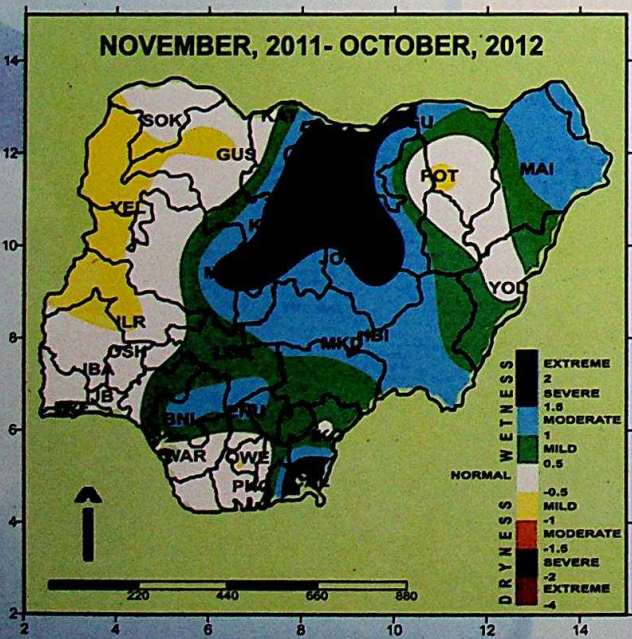 NOVEMBER, 2011- OCTOBER, 2012
14
12
10
8
6
4
2
SOK
GUS
YEL
POT
MAI
YOL
ILR
OSH
IBA
MKD
IBI
LOK
BNI
ENU
WAR
OWE
WETNESS
EXTREME
2
SEVERE
1.5
MODERATE
1
MILD
0.5
NORMAL
-0.5
DRYNESS
MILD
-1
MODERATE
-1.5
SEVERE
-2
EXTREME
-4
220
440
660
880
2
4
6
8
10
12
14